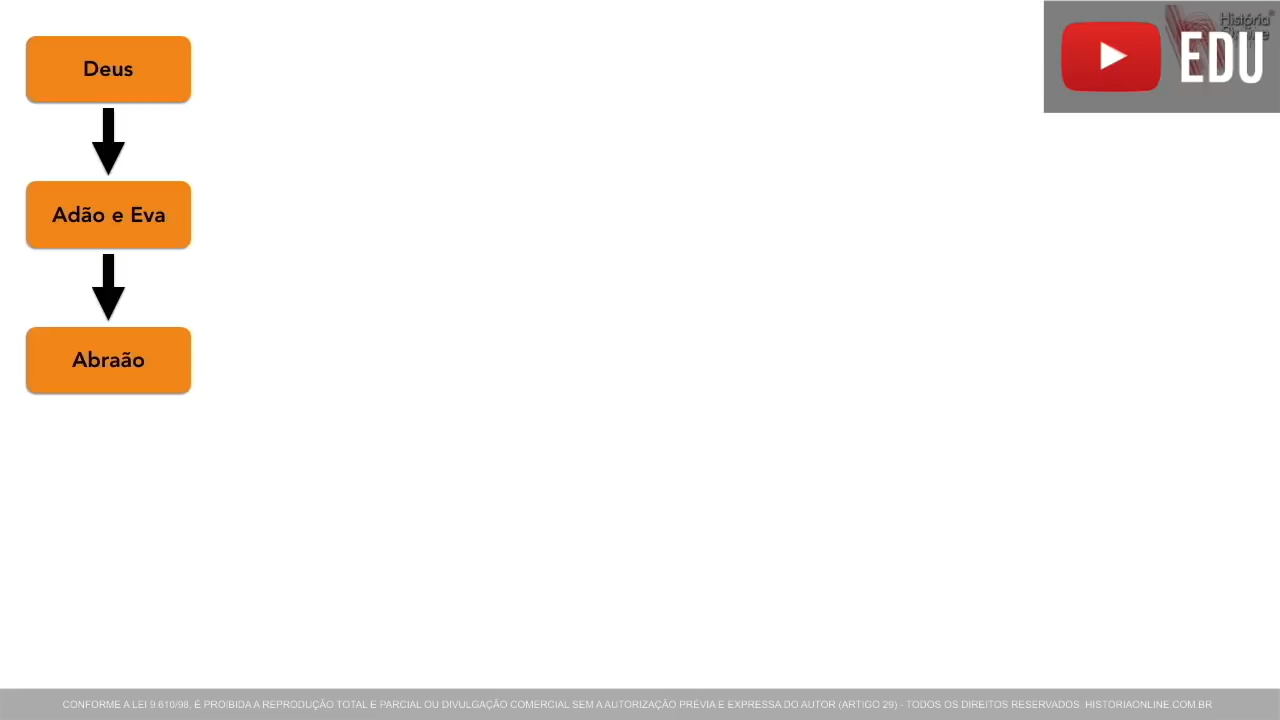 História
Online
EDU
Deus
Adão e Eva
Abraão
CONFORME A LEI 9.610/98, É PROIBIDA A REPRODUÇÃO TOTAL E PARCIAL OU DIVULGAÇÃO COMERCIAL SEM A AUTORIZAÇÃO PRÉVIA E EXPRESSA DO AUTOR (ARTIGO 29) - TODOS OS DIREITOS RESERVADOS. HISTORIAONLINE.COM.BR